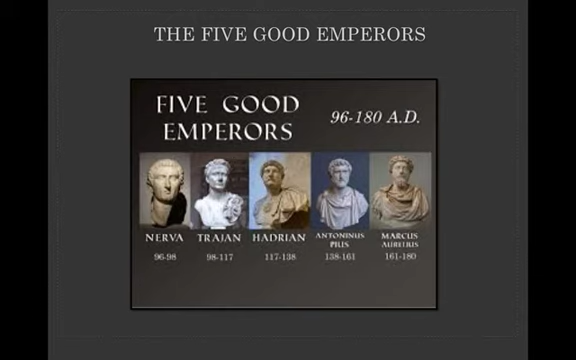 THE FIVE GOOD EMPERORS
FIVE GOOD
EMPERORS
96-180 A.D.
NERVA TRAJAN HADRIAN ANTONINUS PIUS MARCUS AURELIUS
96-98 98-117 117-138 138-161 161-180